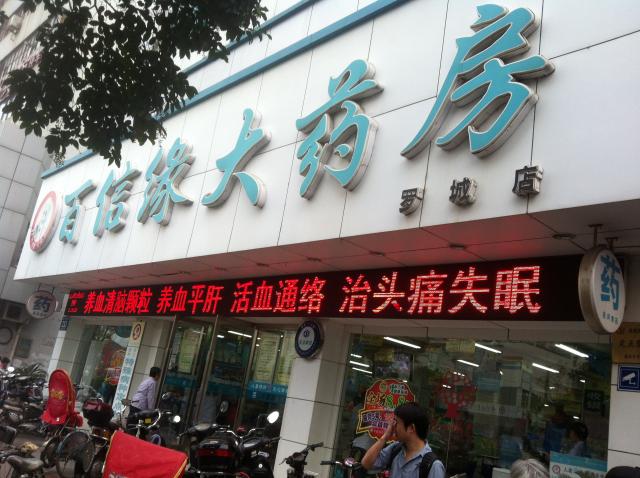 百信缘大药房
罗城店
养血清脑颗粒 养血平肝 活血通络 治头痛失眠
药
药